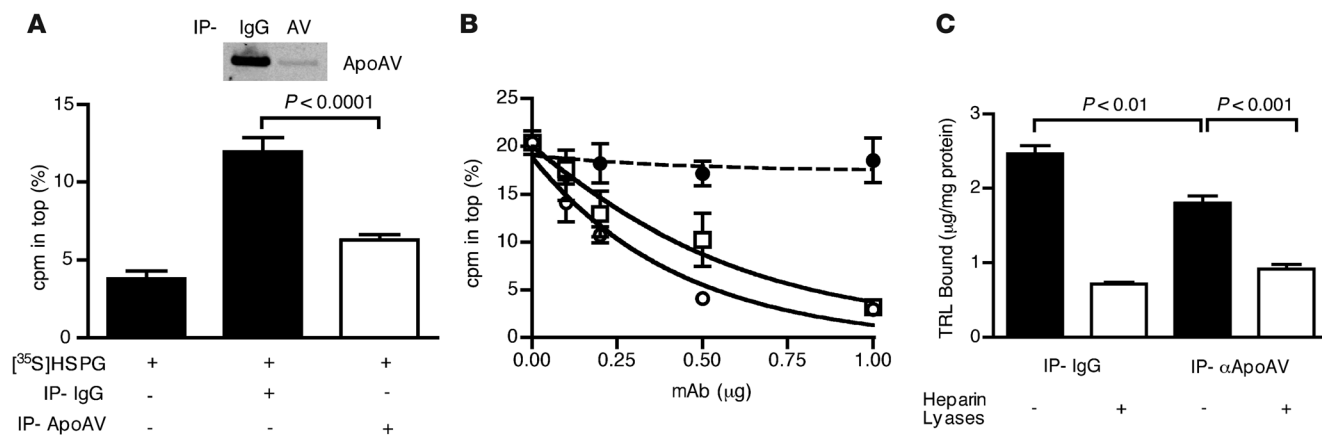 A
IP- IgG AV
ApoAV
P < 0.0001
15
10
5
0
cpm in top (%)
[35S]HSPG + + +
IP- IgG - + -
IP- ApoAV - - +
B
25
20
15
10
5
0
cpm in top (%)
0.00 0.25 0.50 0.75 1.00
mAb (μg)
C
P < 0.01 P < 0.001
3
2
1
0
TRL Bound (μg/mg protein)
IP- IgG IP- αApoAV
Heparin
Lyases - + - +